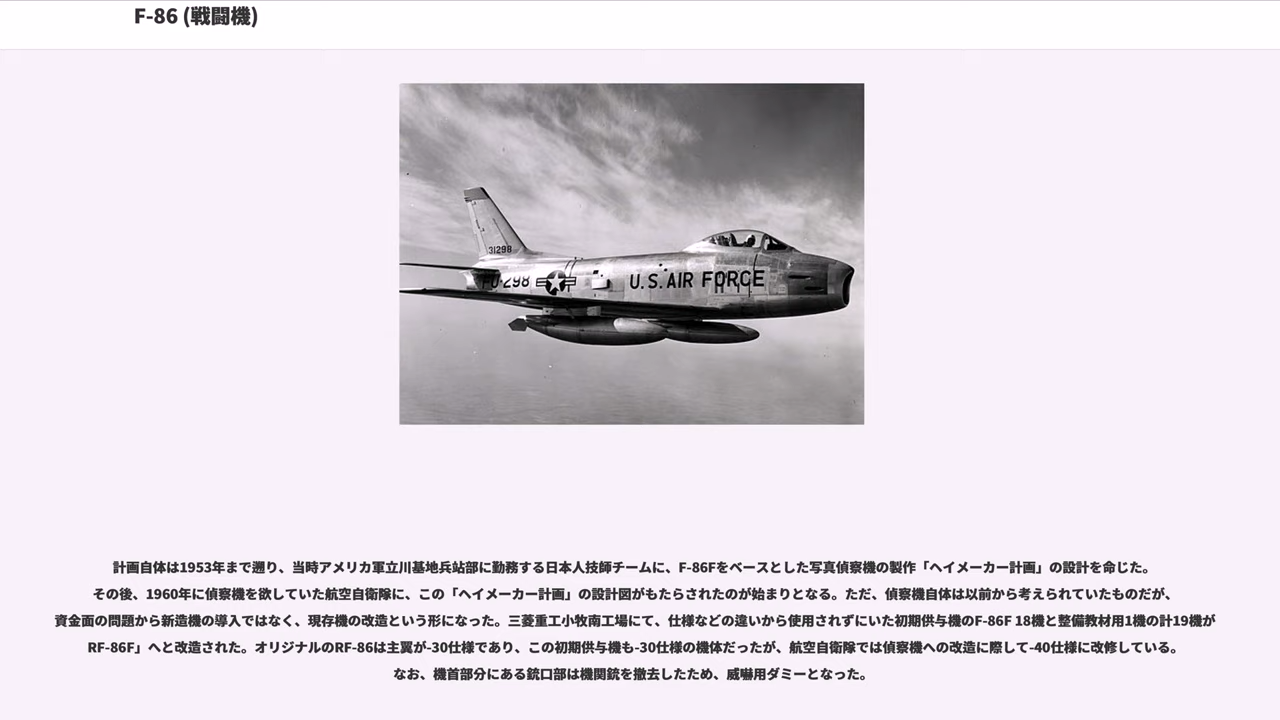 F-86 (戦闘機)
31298
FU-298
U.S. AIR FORCE
計画自体は1953年まで遡り、当時アメリカ軍立川基地兵站部に勤務する日本人技師チームに、F-86Fをベースとした写真偵察機の製作「ヘイメーカー計画」の設計を命じた。
その後、1960年に偵察機を欲していた航空自衛隊に、この「ヘイメーカー計画」の設計図がもたらされたのが始まりとなる。ただ、偵察機自体は以前から考えられていたものだが、
資金面の問題から新造機の導入ではなく、現存機の改造という形になった。三菱重工小牧南工場にて、仕様などの違いから使用されずにいた初期供与機のF-86F 18機と整備教材用1機の計19機が
RF-86F」へと改造された。オリジナルのRF-86は主翼が-30仕様であり、この初期供与機も-30仕様の機体だったが、航空自衛隊では偵察機への改造に際して-40仕様に改修している。
なお、機首部分にある銃口部は機関銃を撤去したため、威嚇用ダミーとなった。